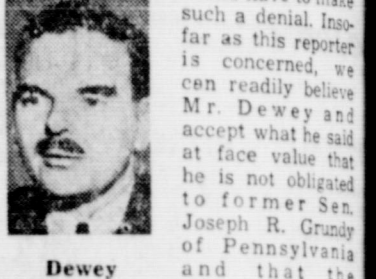 to make
such a denial. Inso-
far as this reporter
is concerned, we
can readily believe
Mr. Dewey and
accept what he said
at face value that
he is not obligated
to former Sen.
Joseph R. Grundy
of Pennsylvania
and that the
Dewey